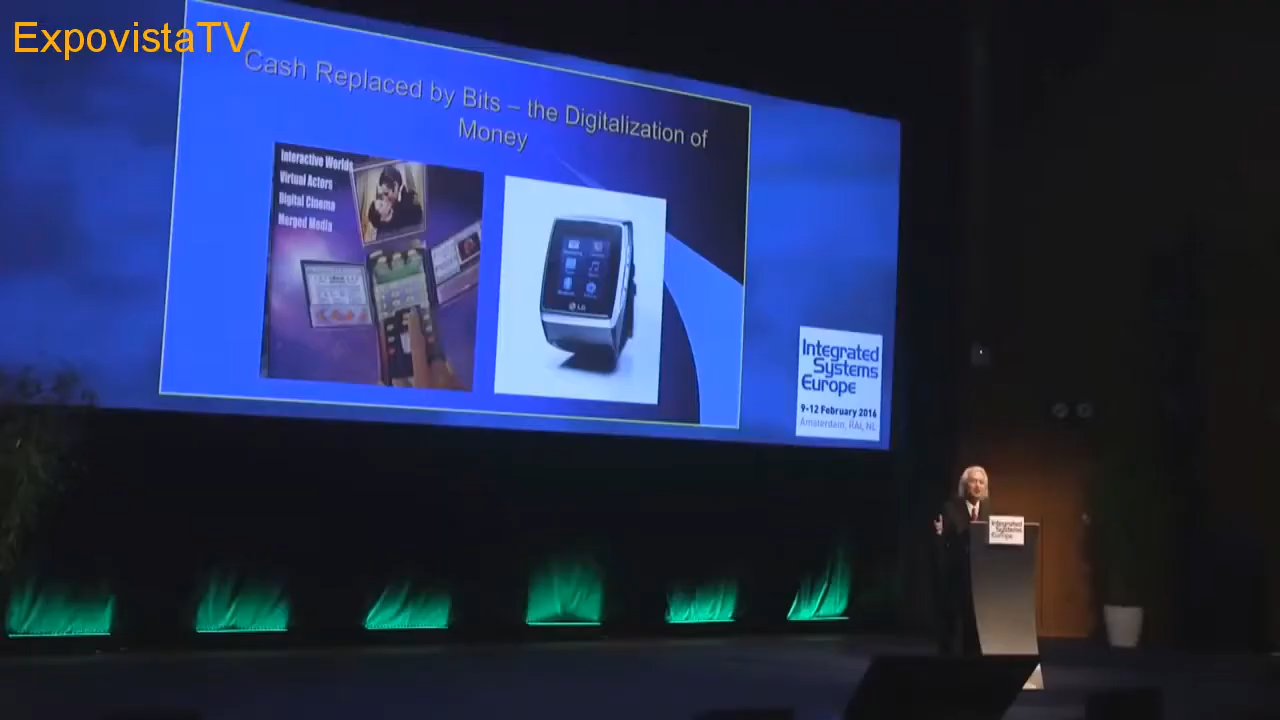 ExpovistaTV
Cash Replaced by Bits – the Digitalization of
Money
Interactive Worlds
Virtual Actors
Digital Cinema
Merged Media
LG
Integrated
Systems
Europe
9-12 February 2016
Amsterdam, RAI, NL
Integrated
Systems
Europe